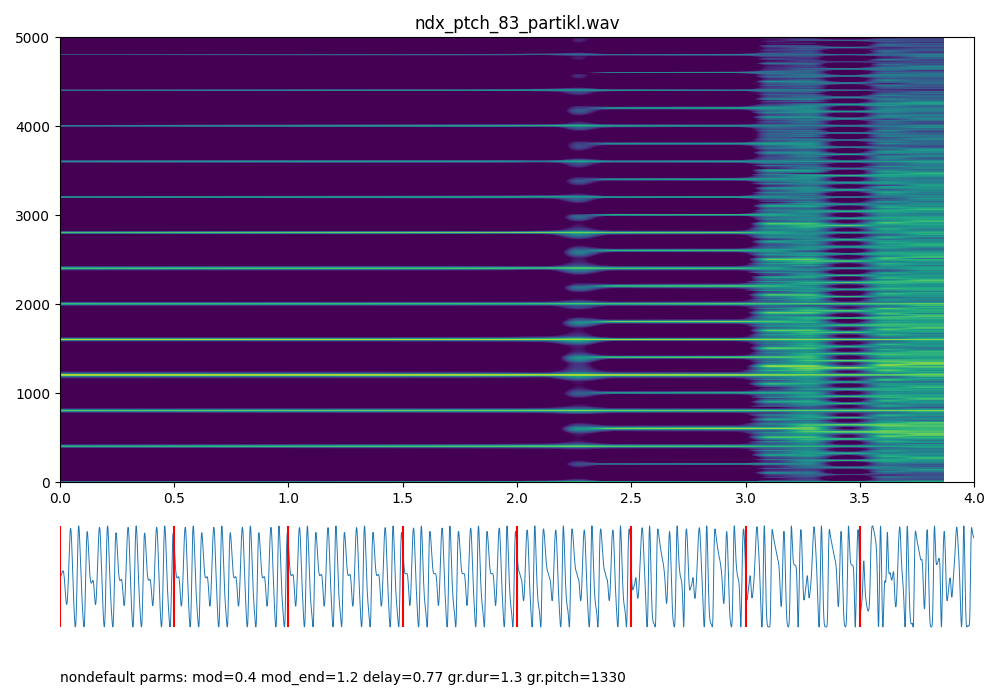 ndx_ptch_83_partikl.wav
5000
4000
3000
2000
1000
0
0.0 0.5 1.0 1.5 2.0 2.5 3.0 3.5 4.0
nondefault parms: mod=0.4 mod_end=1.2 delay=0.77 gr.dur=1.3 gr.pitch=1330